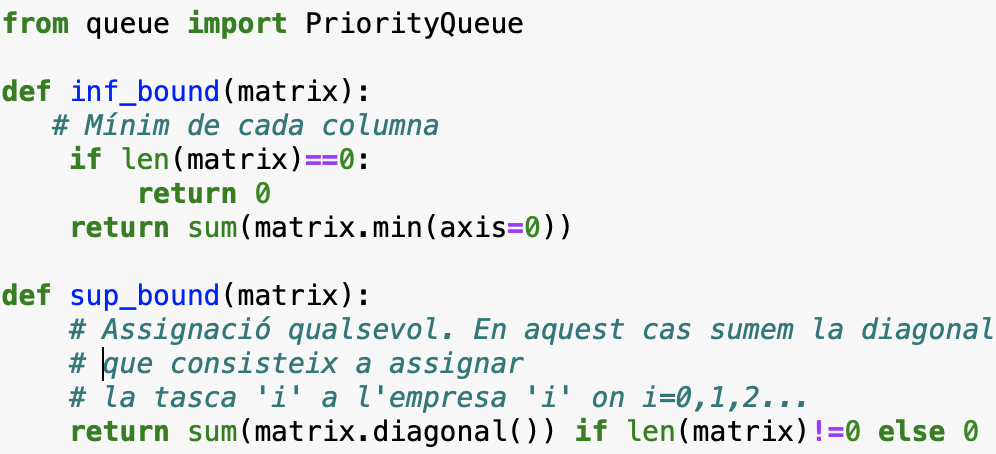 from queue import PriorityQueue
def inf_bound(matrix):
# Mínim de cada columna
if len(matrix)==0:
return 0
return sum(matrix.min(axis=0))
def sup_bound(matrix):
# Assignació qualsevol. En aquest cas sumem la diagonal
# que consisteix a assignar
# la tasca 'i' a l'empresa 'i' on i=0,1,2...
return sum(matrix.diagonal()) if len(matrix)!=0 else 0